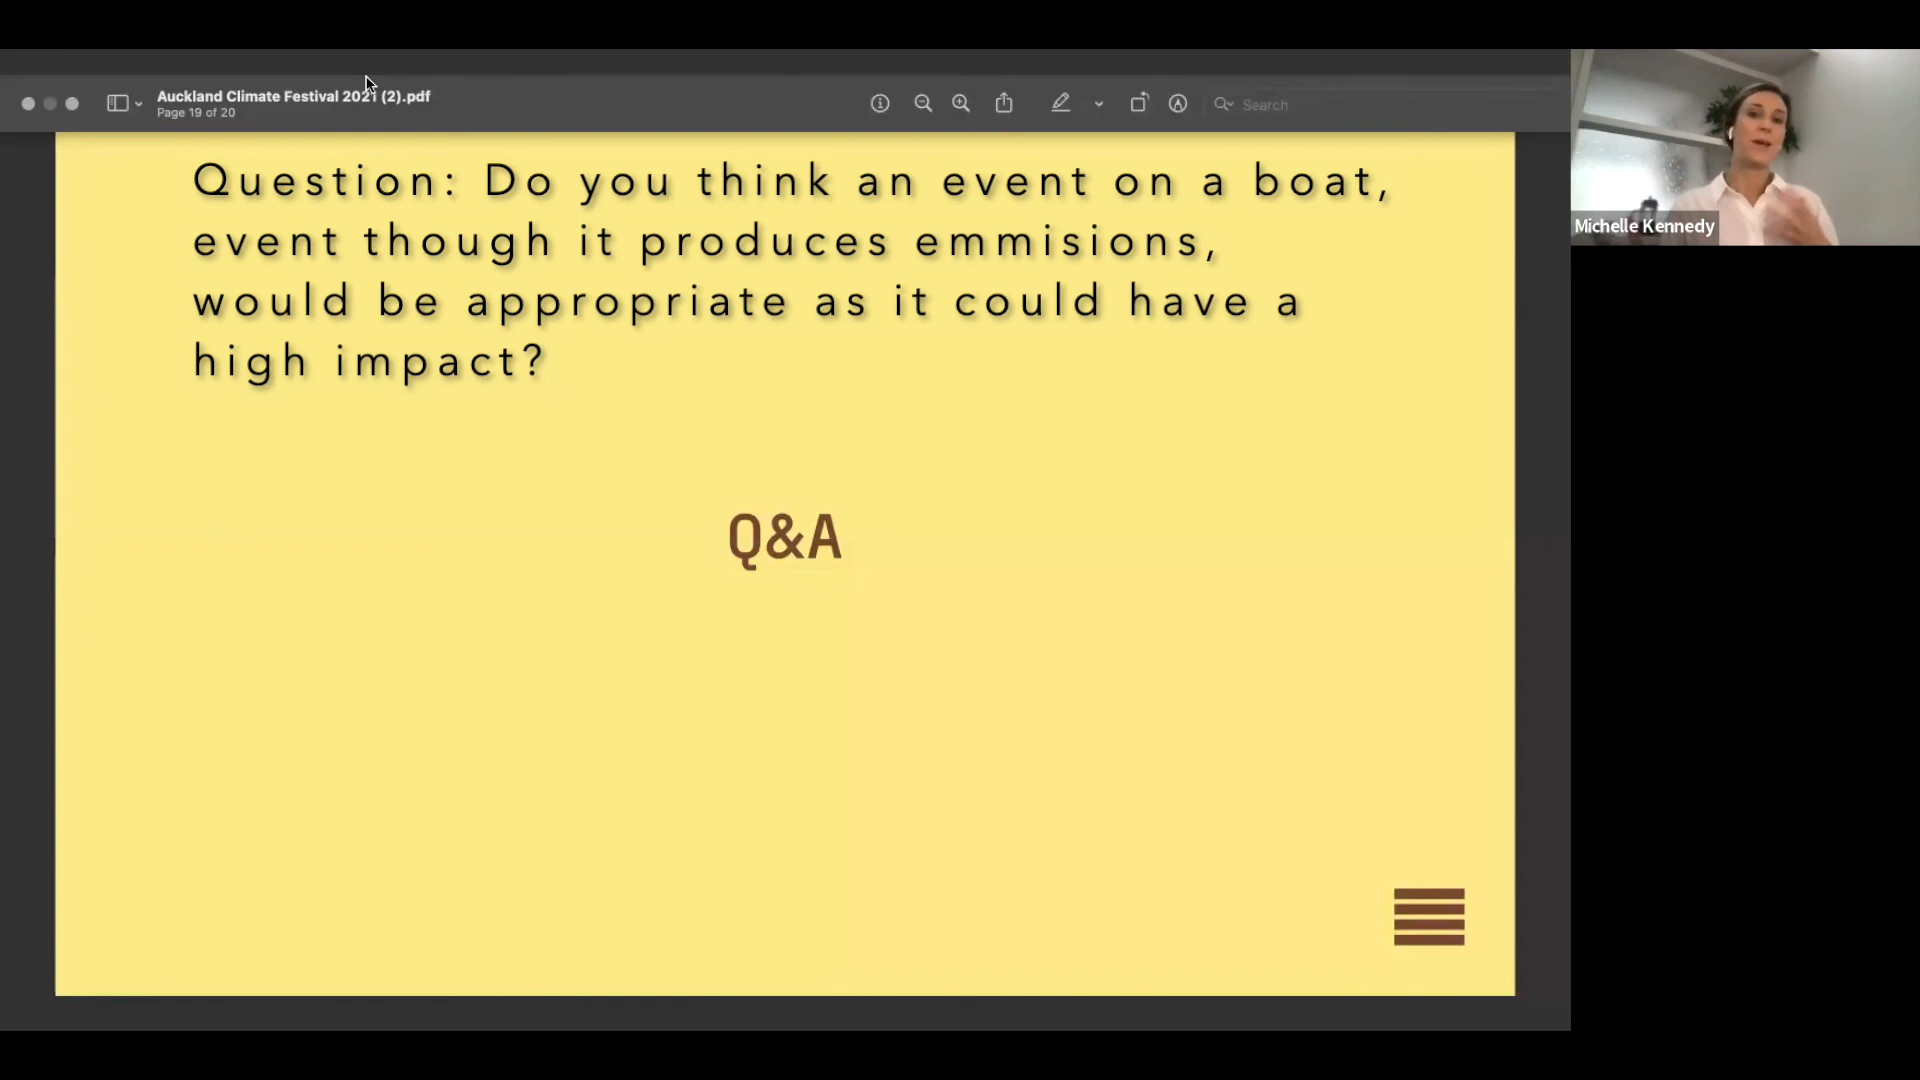 Auckland Climate Festival 2021 (2).pdf
Page 19 of 20
Search
Michelle Kennedy
Question: Do you think an event on a boat,
event though it produces emmisions,
would be appropriate as it could have a
high impact?
Q&A